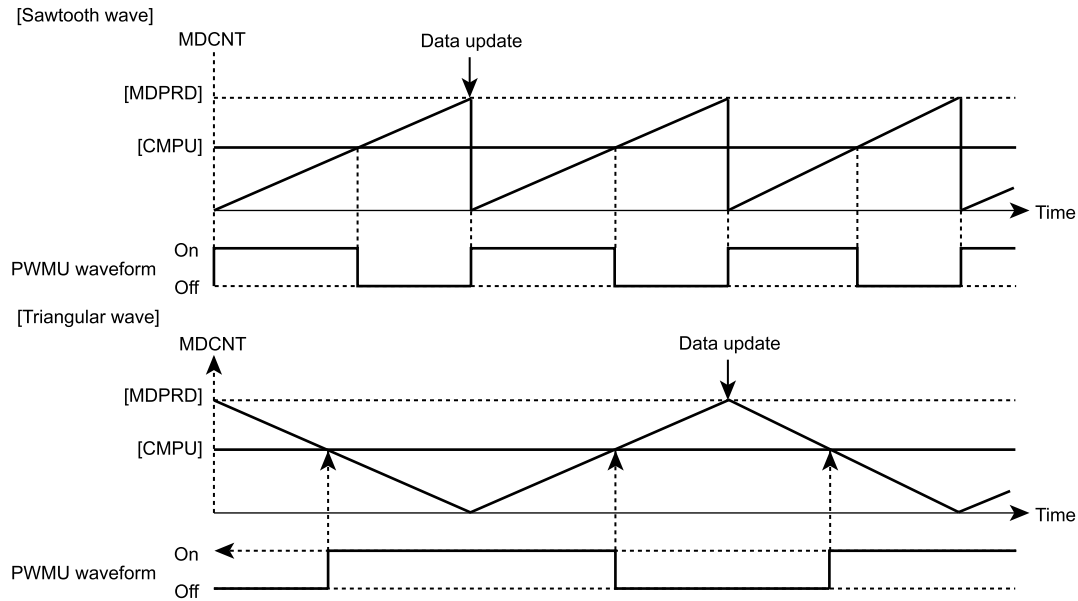 [Sawtooth wave]
MDCNT
Data update
[MDPRD]
[CMPU]
Time
On
PWMU waveform
Off
[Triangular wave]
MDCNT
Data update
[MDPRD]
[CMPU]
Time
On
PWMU waveform
Off